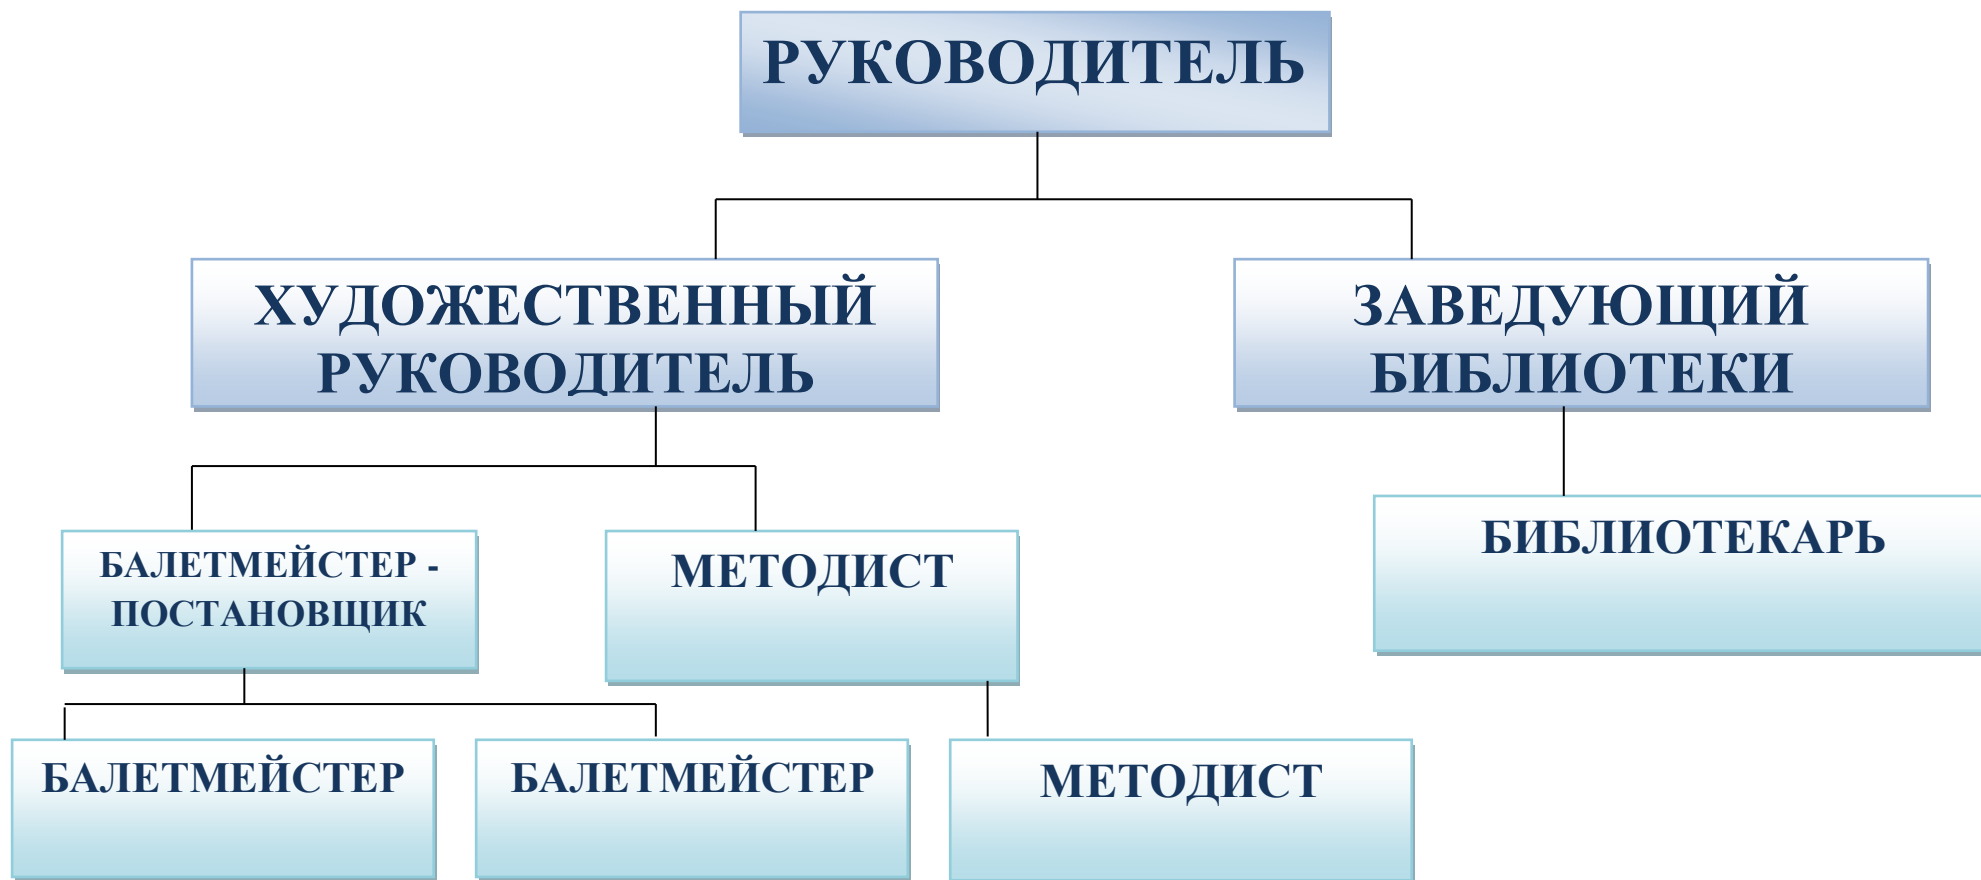 РУКОВОДИТЕЛЬ
ХУДОЖЕСТВЕННЫЙ
РУКОВОДИТЕЛЬ
ЗАВЕДУЮЩИЙ
БИБЛИОТЕКИ
БАЛЕТМЕЙСТЕР -
ПОСТАНОВЩИК
МЕТОДИСТ
БИБЛИОТЕКАРЬ
БАЛЕТМЕЙСТЕР
БАЛЕТМЕЙСТЕР
МЕТОДИСТ